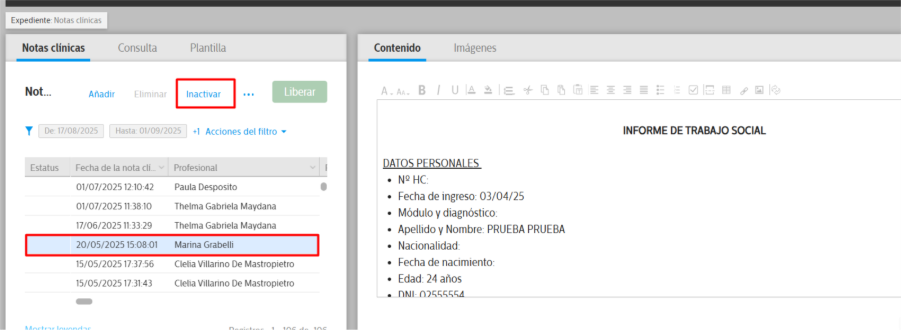 Expediente: Notas clínicas
Notas clínicas Consulta Plantilla
Not... Añadir Eliminar Inactivar ... Liberar
De: 17/08/2025 Hasta: 01/09/2025 +1 Acciones del filtro
Estatus Fecha de la nota clí... Profesional
01/07/2025 12:10:42 Paula Desposito
01/07/2025 11:38:10 Thelma Gabriela Maydana
17/06/2025 11:33:29 Thelma Gabriela Maydana
20/05/2025 15:08:01 Marina Grabelli
15/05/2025 17:37:56 Clelia Villarino De Mastropietro
15/05/2025 17:31:43 Clelia Villarino De Mastropietro
Mostrar leyendas
Registros 1 - 106 de 106
Contenido Imágenes
INFORME DE TRABAJO SOCIAL
DATOS PERSONALES
• Nº HC:
• Fecha de ingreso: 03/04/25
• Módulo y diagnóstico:
• Apellido y Nombre: PRUEBA PRUEBA
• Nacionalidad:
• Fecha de nacimiento:
• Edad: 24 años
• DNI: 02555554